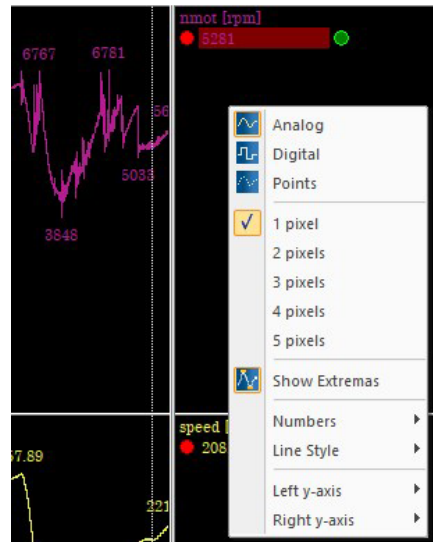 nmot [rpm]
5281
6767
6781
56
5033
3848
Analog
Digital
Points
1 pixel
2 pixels
3 pixels
4 pixels
5 pixels
Show Extremas
Numbers
Line Style
Left y-axis
Right y-axis
speed [
208
7.89
221